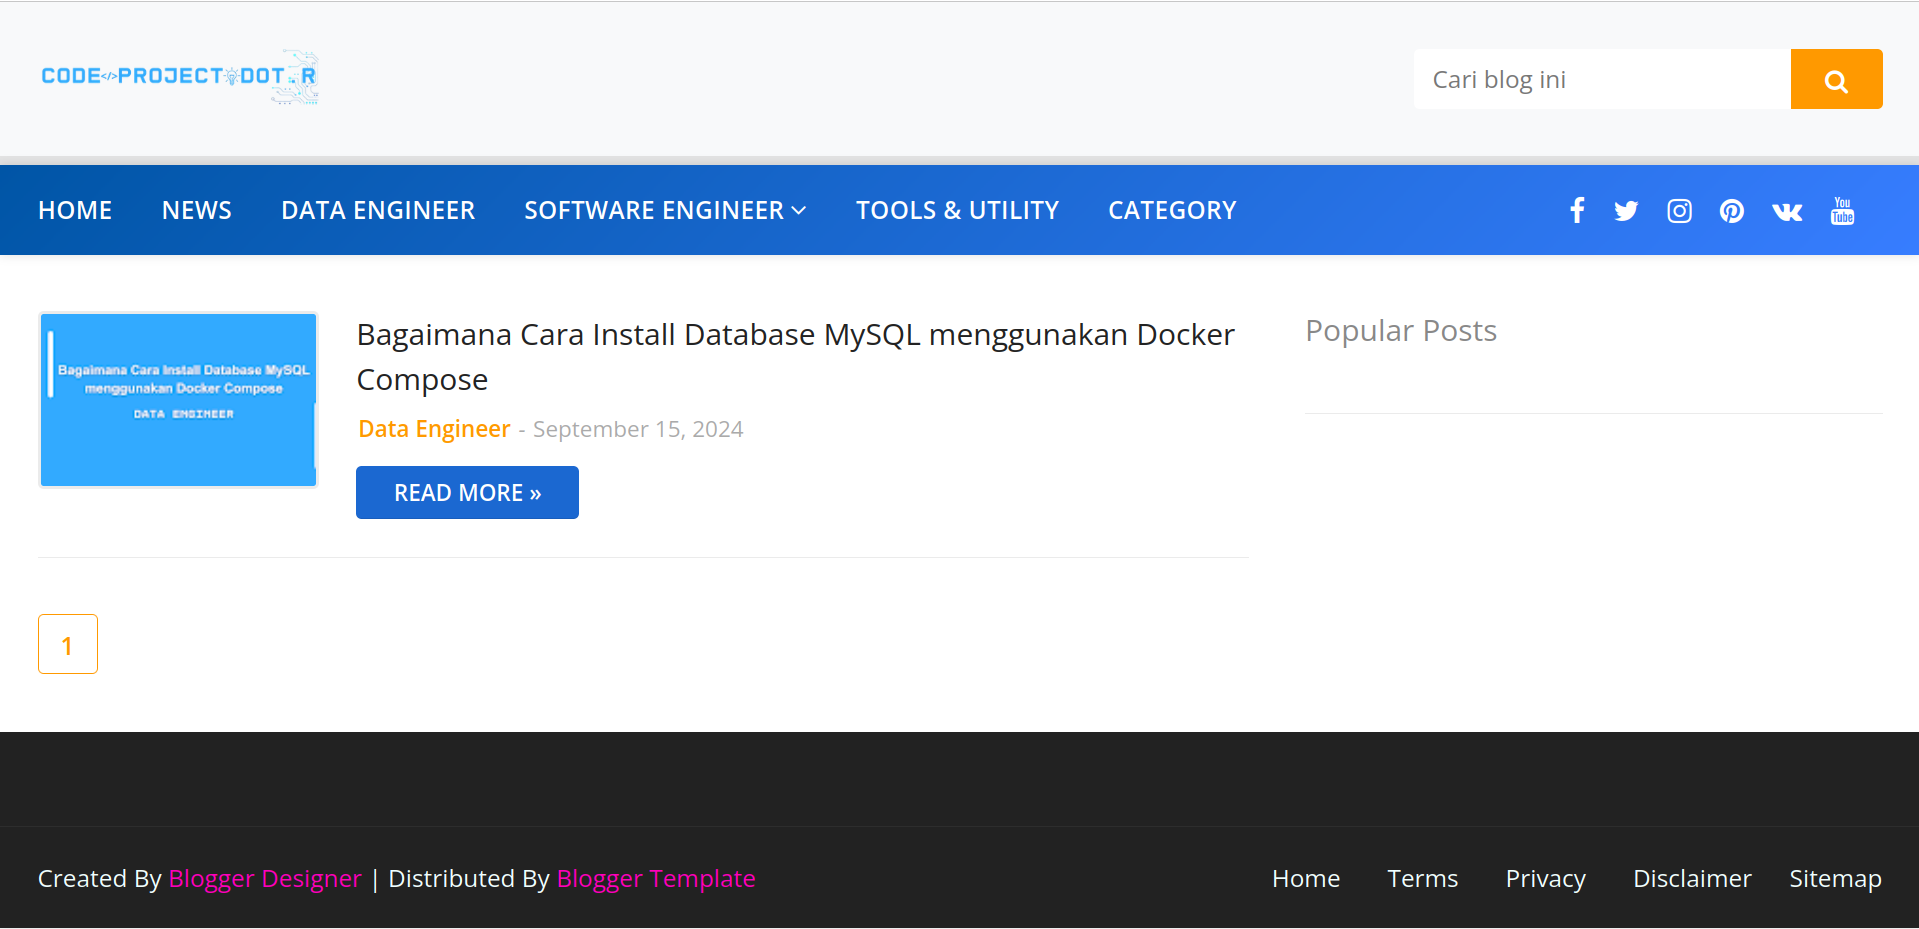 CODE</>PROJECT DOT R
Cari blog ini
HOME NEWS DATA ENGINEER SOFTWARE ENGINEER TOOLS & UTILITY CATEGORY
You
Tube
Bagaimana Cara Install Database MySQL
menggunakan Docker Compose
DATA ENGINEER
Bagaimana Cara Install Database MySQL menggunakan Docker
Compose
Data Engineer - September 15, 2024
READ MORE »
Popular Posts
1
Created By Blogger Designer | Distributed By Blogger Template
Home Terms Privacy Disclaimer Sitemap